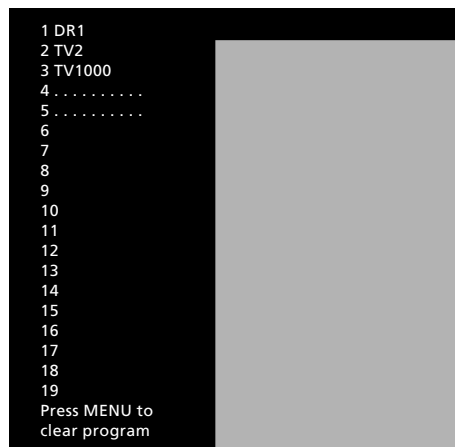 1 DR1
2 TV2
3 TV1000
4 . . . . . . . . . .
5 . . . . . . . . . .
6
7
8
9
10
11
12
13
14
15
16
17
18
19
Press MENU to
clear program